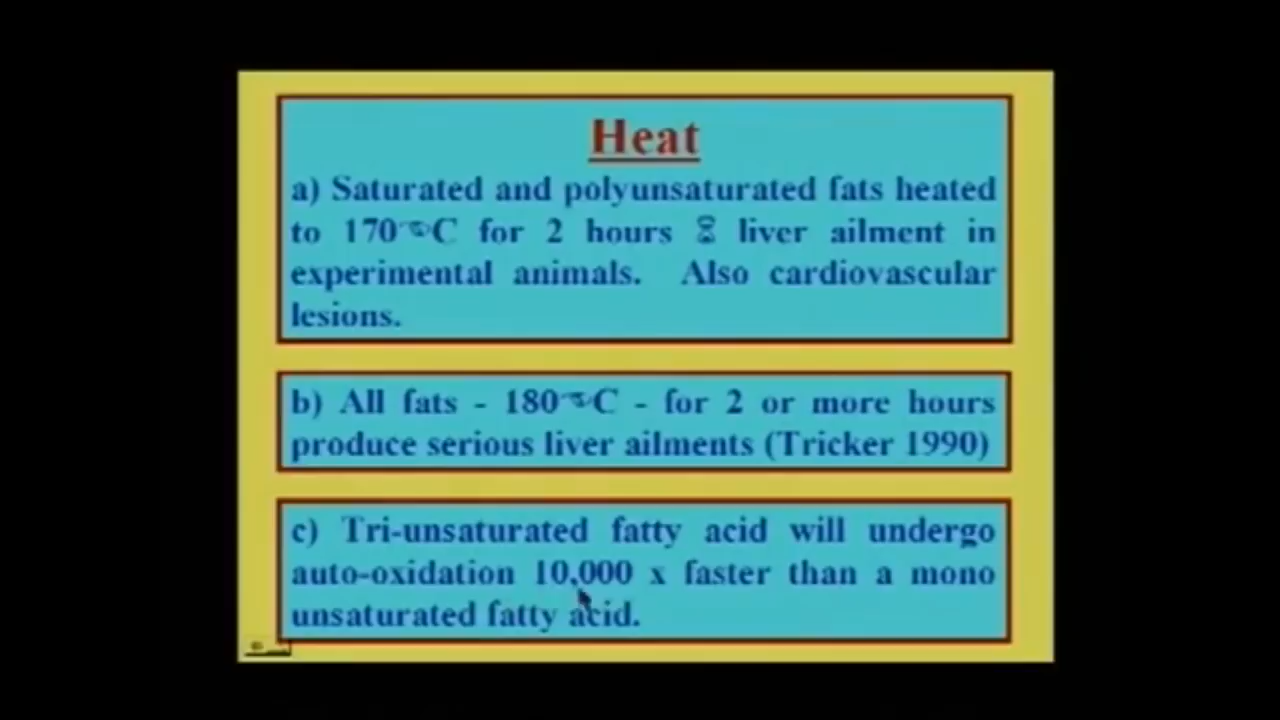 Heat
a) Saturated and polyunsaturated fats heated
to 170☜C for 2 hours ⌛ liver ailment in
experimental animals. Also cardiovascular
lesions.
b) All fats - 180☜C - for 2 or more hours
produce serious liver ailments (Tricker 1990)
c) Tri-unsaturated fatty acid will undergo
auto-oxidation 10,000 x faster than a mono
unsaturated fatty acid.